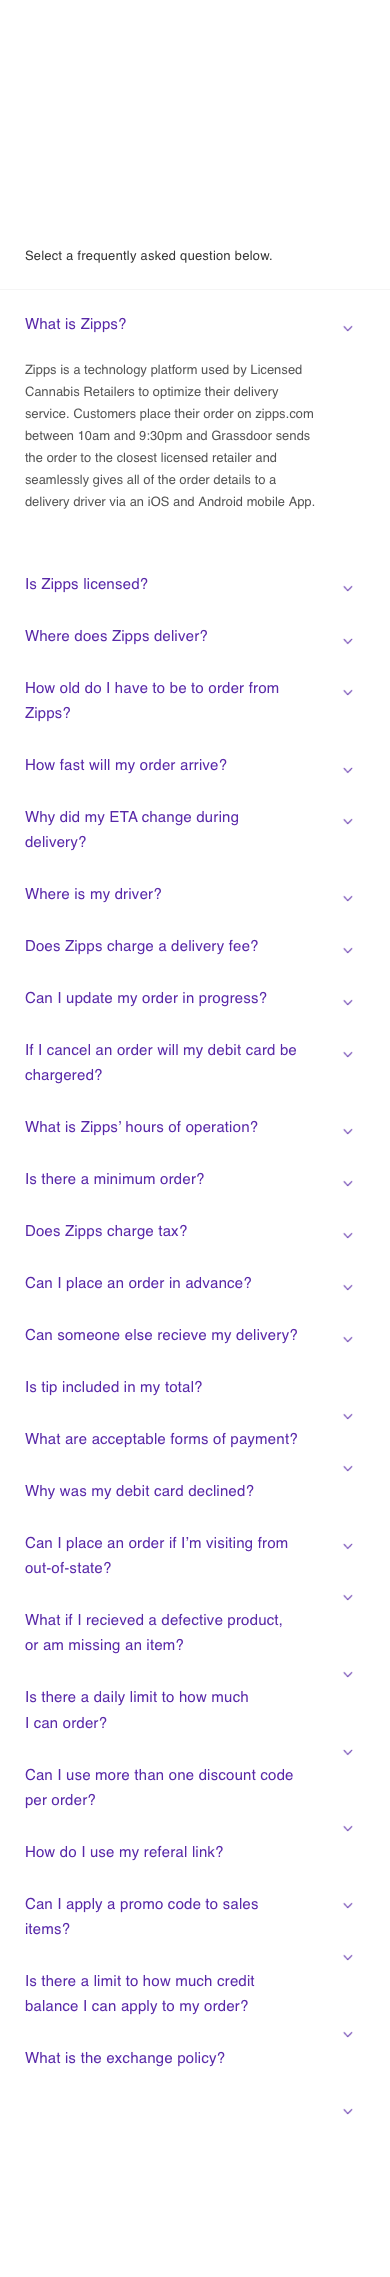 Select a frequently asked question below.
What is Zipps?
Zipps is a technology platform used by Licensed
Cannabis Retailers to optimize their delivery
service. Customers place their order on zipps.com
between 10am and 9:30pm and Grassdoor sends
the order to the closest licensed retailer and
seamlessly gives all of the order details to a
delivery driver via an iOS and Android mobile App.
Is Zipps licensed?
Where does Zipps deliver?
How old do I have to be to order from
Zipps?
How fast will my order arrive?
Why did my ETA change during
delivery?
Where is my driver?
Does Zipps charge a delivery fee?
Can I update my order in progress?
If I cancel an order will my debit card be
chargered?
What is Zipps’ hours of operation?
Is there a minimum order?
Does Zipps charge tax?
Can I place an order in advance?
Can someone else recieve my delivery?
Is tip included in my total?
What are acceptable forms of payment?
Why was my debit card declined?
Can I place an order if I’m visiting from
out-of-state?
What if I recieved a defective product,
or am missing an item?
Is there a daily limit to how much
I can order?
Can I use more than one discount code
per order?
How do I use my referal link?
Can I apply a promo code to sales
items?
Is there a limit to how much credit
balance I can apply to my order?
What is the exchange policy?